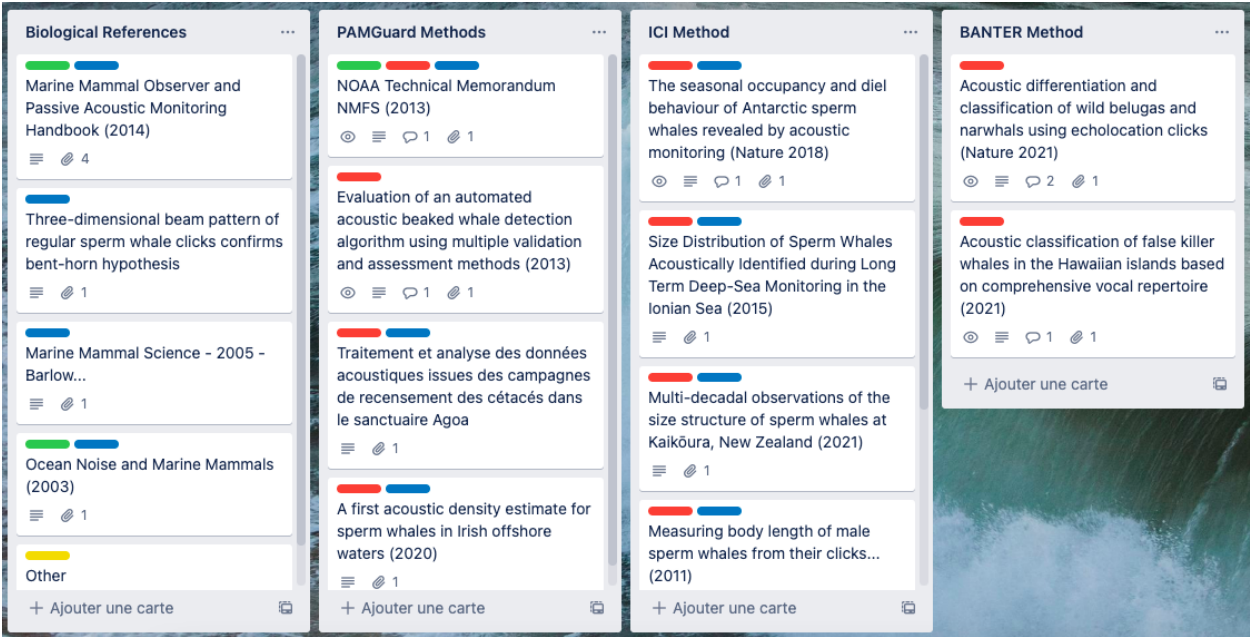 Biological References
Marine Mammal Observer and
Passive Acoustic Monitoring
Handbook (2014)
4
Three-dimensional beam pattern of
regular sperm whale clicks confirms
bent-horn hypothesis
1
Marine Mammal Science - 2005 -
Barlow...
1
Ocean Noise and Marine Mammals
(2003)
1
Other
+ Ajouter une carte
PAMGuard Methods
NOAA Technical Memorandum
NMFS (2013)
1 1
Evaluation of an automated
acoustic beaked whale detection
algorithm using multiple validation
and assessment methods (2013)
1 1
Traitement et analyse des données
acoustiques issues des campagnes
de recensement des cétacés dans
le sanctuaire Agoa
1
A first acoustic density estimate for
sperm whales in Irish offshore
waters (2020)
1
+ Ajouter une carte
ICI Method
The seasonal occupancy and diel
behaviour of Antarctic sperm
whales revealed by acoustic
monitoring (Nature 2018)
1 1
Size Distribution of Sperm Whales
Acoustically Identified during Long
Term Deep-Sea Monitoring in the
Ionian Sea (2015)
1
Multi-decadal observations of the
size structure of sperm whales at
Kaikōura, New Zealand (2021)
1
Measuring body length of male
sperm whales from their clicks...
(2011)
+ Ajouter une carte
BANTER Method
Acoustic differentiation and
classification of wild belugas and
narwhals using echolocation clicks
(Nature 2021)
2 1
Acoustic classification of false killer
whales in the Hawaiian islands based
on comprehensive vocal repertoire
(2021)
1 1
+ Ajouter une carte